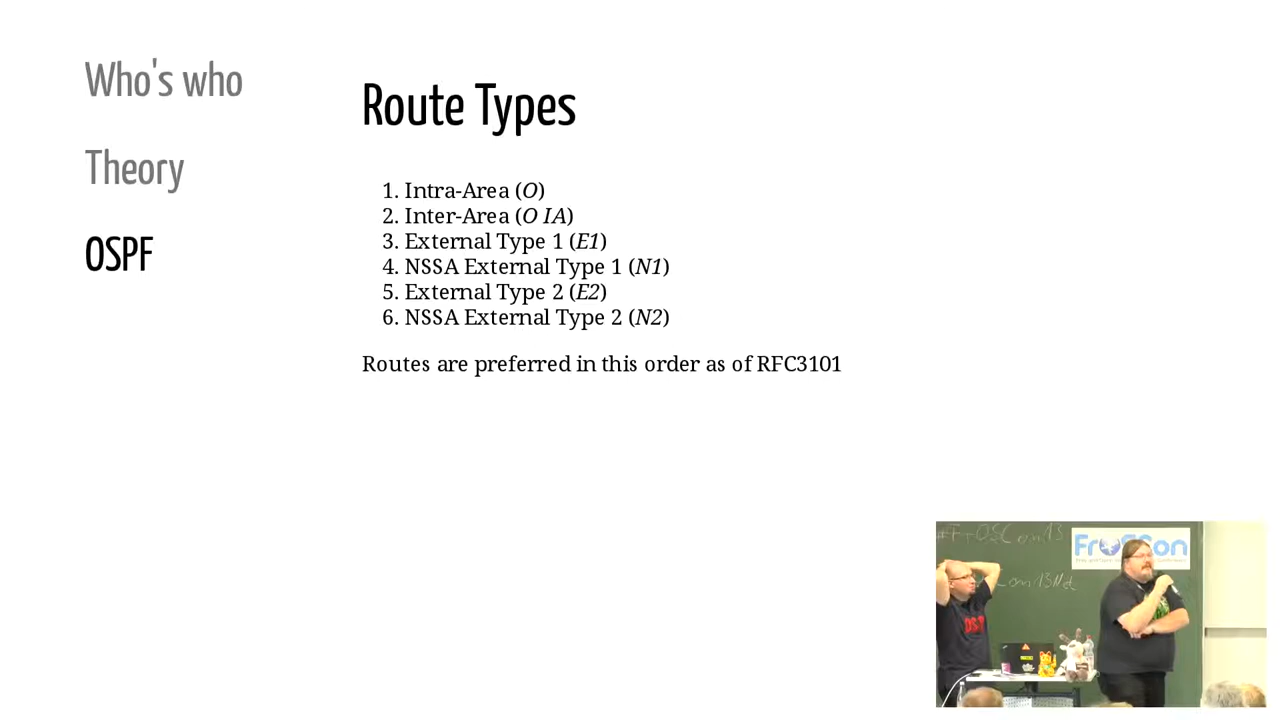 Who's who
Theory
OSPF
Route Types
1. Intra-Area (O)
2. Inter-Area (O IA)
3. External Type 1 (E1)
4. NSSA External Type 1 (N1)
5. External Type 2 (E2)
6. NSSA External Type 2 (N2)
Routes are preferred in this order as of RFC3101
FrOSCon